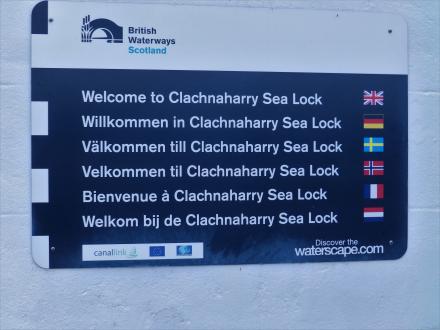 British
Waterways
Scotland
Welcome to Clachnaharry Sea Lock
Willkommen in Clachnaharry Sea Lock
Välkommen till Clachnaharry Sea Lock
Velkommen til Clachnaharry Sea Lock
Bienvenue à Clachnaharry Sea Lock
Welkom bij de Clachnaharry Sea Lock
canallink
Discover the
waterscape.com